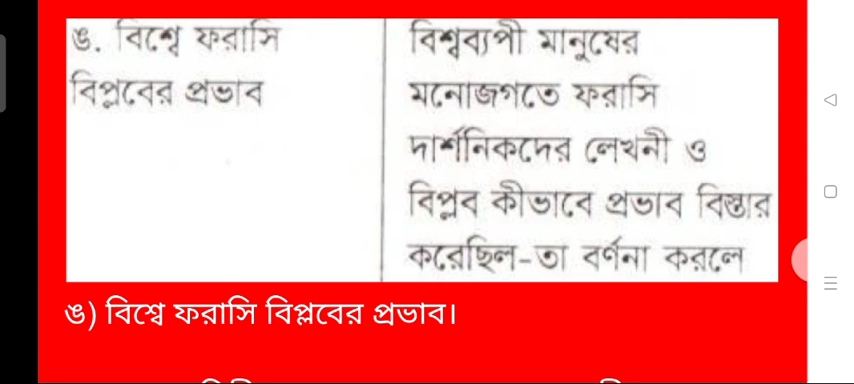 ঙ. বিশ্বে ফরাসি
বিপ্লবের প্রভাব
বিশ্বব্যপী মানুষের
মনোজগতে ফরাসি
দার্শনিকদের লেখনী ও
বিপ্লব কীভাবে প্রভাব বিস্তার
করেছিল-তা বর্ণনা করলে
ঙ) বিশ্বে ফরাসি বিপ্লবের প্রভাব।